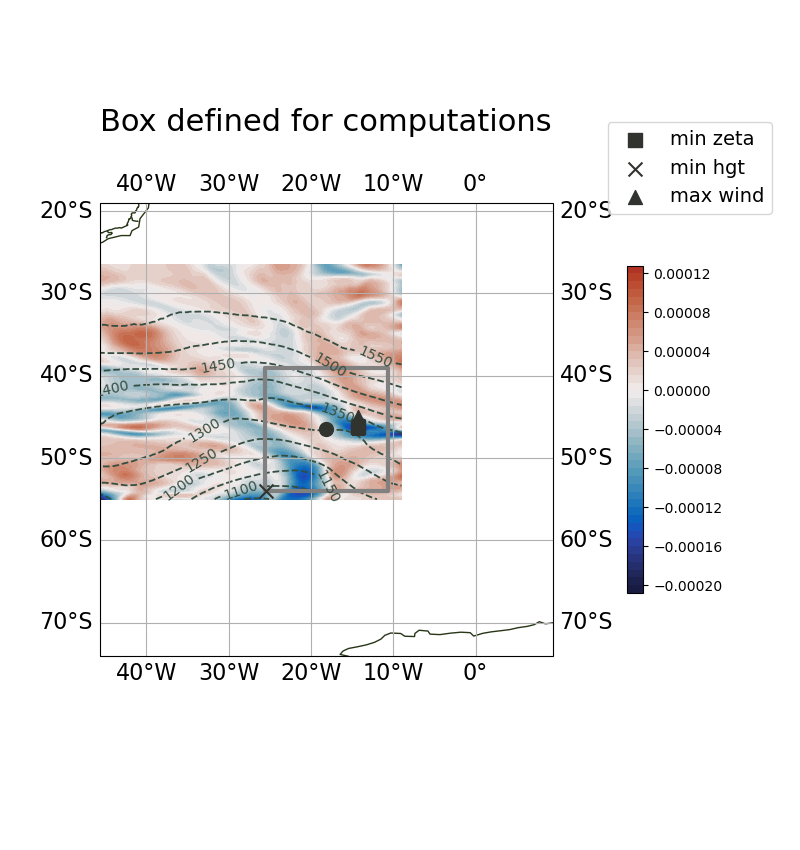 Box defined for computations
min zeta
min hgt
max wind
40°W 30°W 20°W 10°W 0°
20°S 20°S
30°S 30°S
40°S 40°S
50°S 50°S
60°S 60°S
70°S 70°S
40°W 30°W 20°W 10°W 0°
1550
1500
1450
400
1350
1300
1250
1200
1150
1100
0.00012
0.00008
0.00004
0.00000
−0.00004
−0.00008
−0.00012
−0.00016
−0.00020